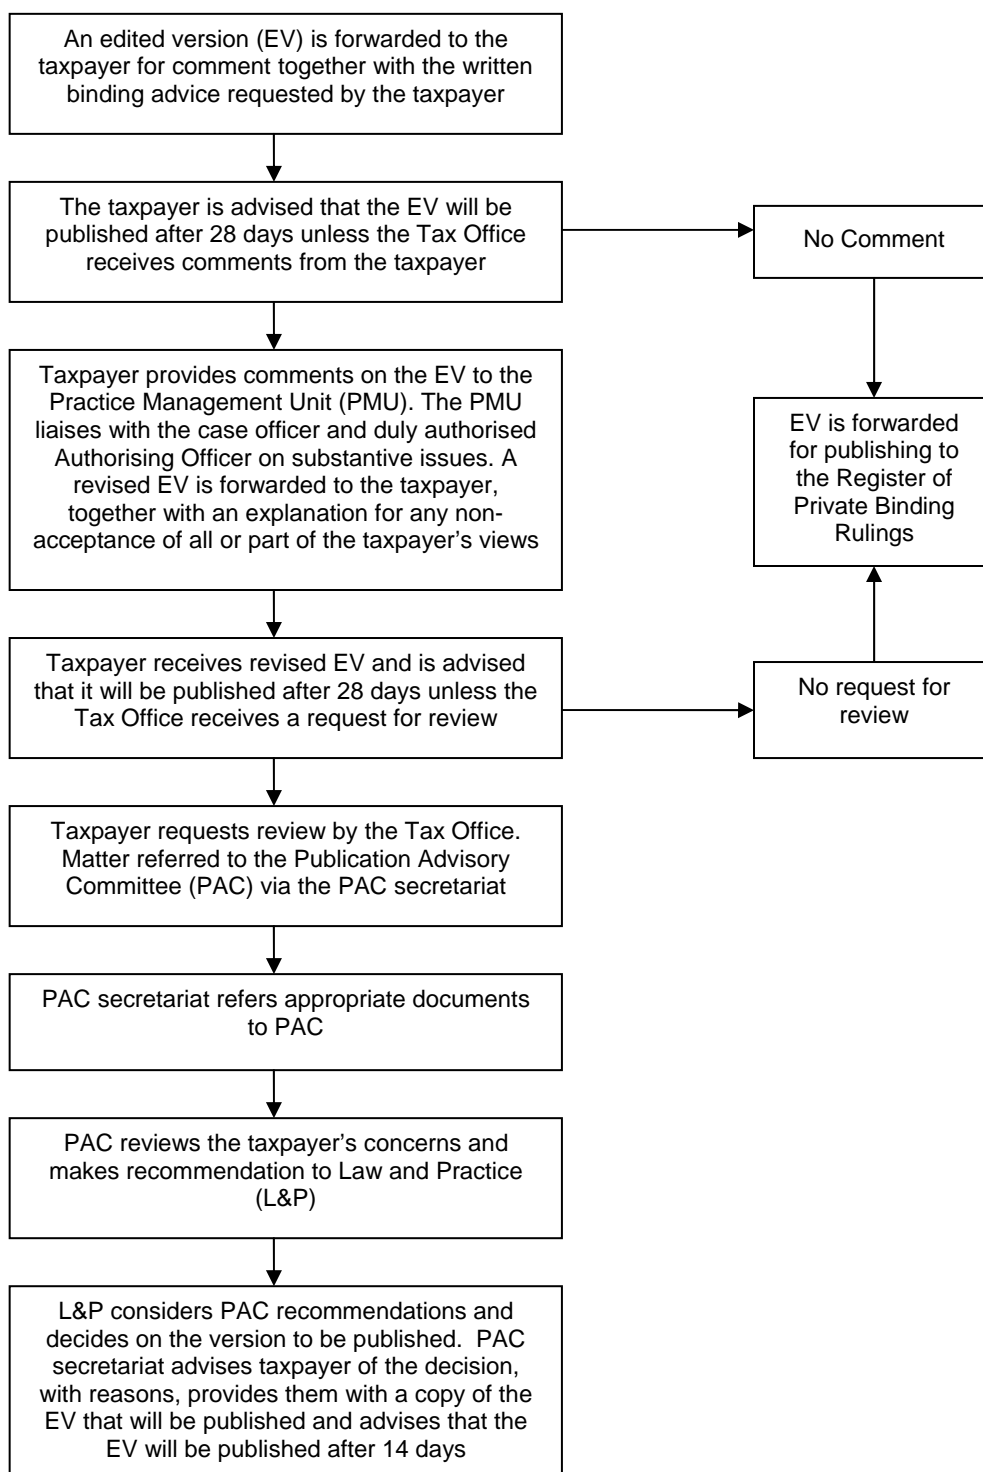 An edited version (EV) is forwarded to the
taxpayer for comment together with the written
binding advice requested by the taxpayer
The taxpayer is advised that the EV will be
published after 28 days unless the Tax Office
receives comments from the taxpayer
No Comment
Taxpayer provides comments on the EV to the
Practice Management Unit (PMU). The PMU
liaises with the case officer and duly authorised
Authorising Officer on substantive issues. A
revised EV is forwarded to the taxpayer,
together with an explanation for any non-
acceptance of all or part of the taxpayer’s views
EV is forwarded
for publishing to
the Register of
Private Binding
Rulings
Taxpayer receives revised EV and is advised
that it will be published after 28 days unless the
Tax Office receives a request for review
No request for
review
Taxpayer requests review by the Tax Office.
Matter referred to the Publication Advisory
Committee (PAC) via the PAC secretariat
PAC secretariat refers appropriate documents
to PAC
PAC reviews the taxpayer’s concerns and
makes recommendation to Law and Practice
(L&P)
L&P considers PAC recommendations and
decides on the version to be published.  PAC
secretariat advises taxpayer of the decision,
with reasons, provides them with a copy of the
EV that will be published and advises that the
EV will be published after 14 days